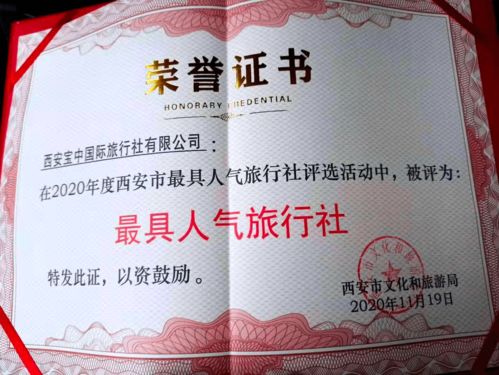 荣誉证书
HONORARY CREDENTIAL
西安宝中国际旅行社有限公司：
在2020年度西安市最具人气旅行社评选活动中，被评为：
最具人气旅行社
特发此证，以资鼓励。
西安市文化和旅游局
2020年11月19日